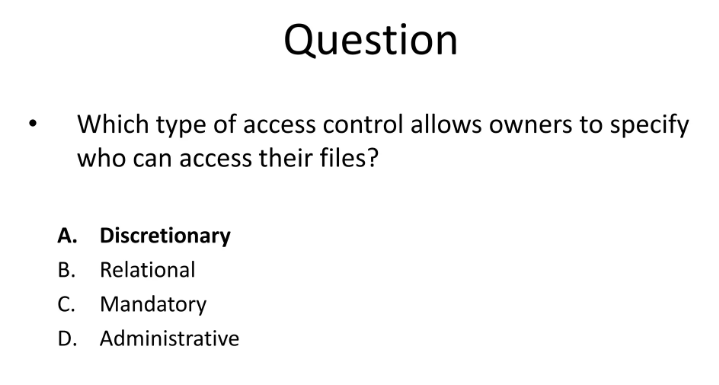 Question
• Which type of access control allows owners to specify
who can access their files?
A. Discretionary
B. Relational
C. Mandatory
D. Administrative